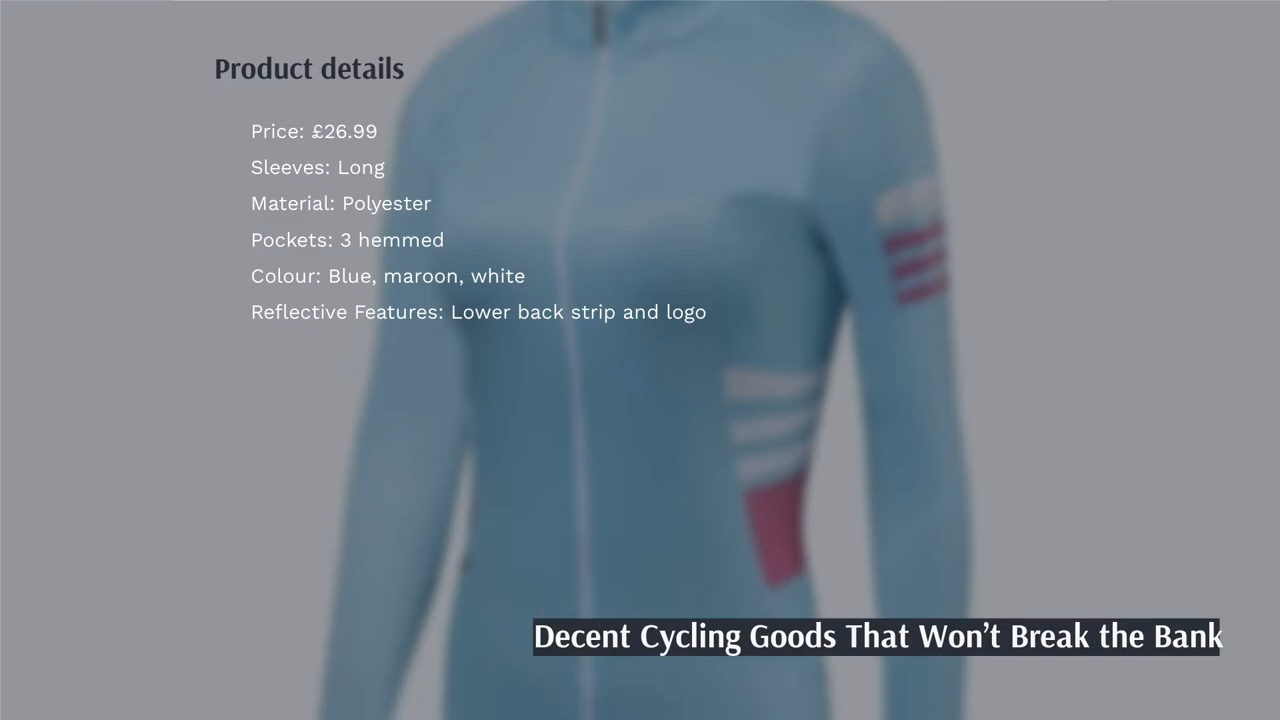 Product details
Price: £26.99
Sleeves: Long
Material: Polyester
Pockets: 3 hemmed
Colour: Blue, maroon, white
Reflective Features: Lower back strip and logo
Decent Cycling Goods That Won’t Break the Bank